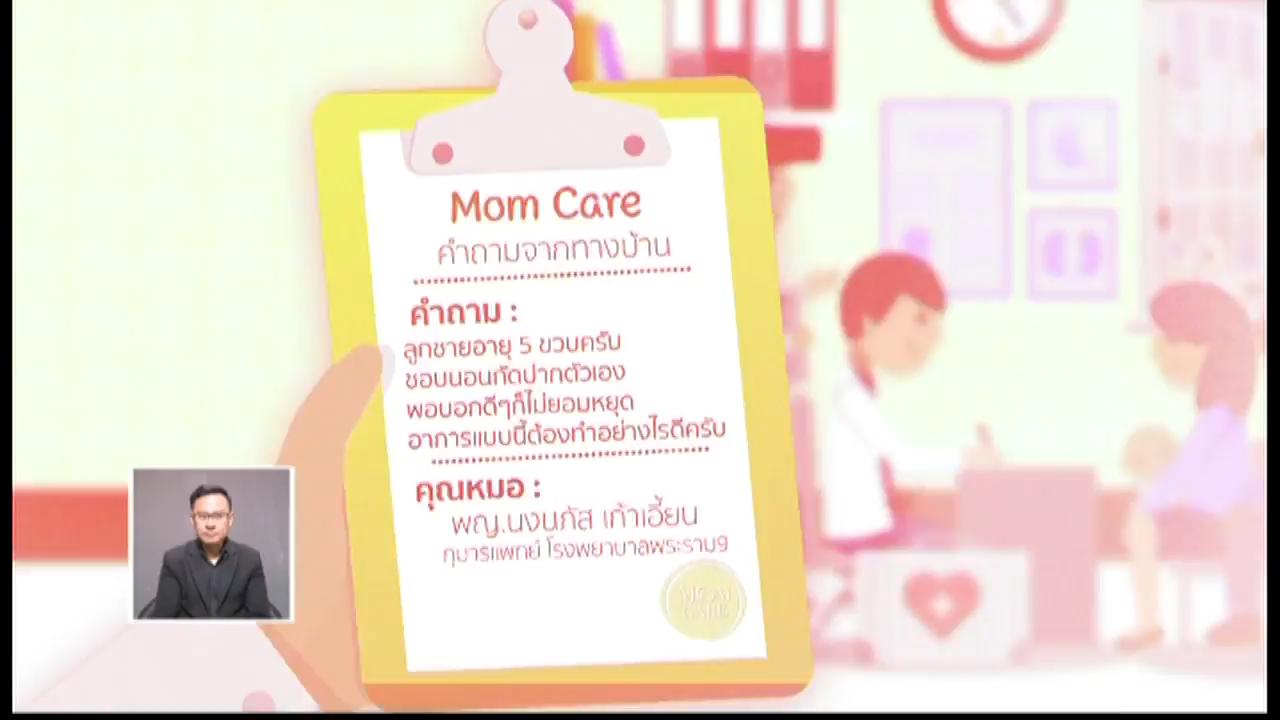 Mom Care
คำถามจากทางบ้าน
คำถาม :
ลูกชายอายุ 5 ขวบครับ
ชอบนอนกัดปากตัวเอง
พอบอกดีๆก็ไม่ยอมหยุด
อาการแบบนี้ต้องทำอย่างไรดีครับ
คุณหมอ :
พญ.นงนภัส เก้าเอี้ยน
กุมารแพทย์ โรงพยาบาลพระราม9
MOM
CARE